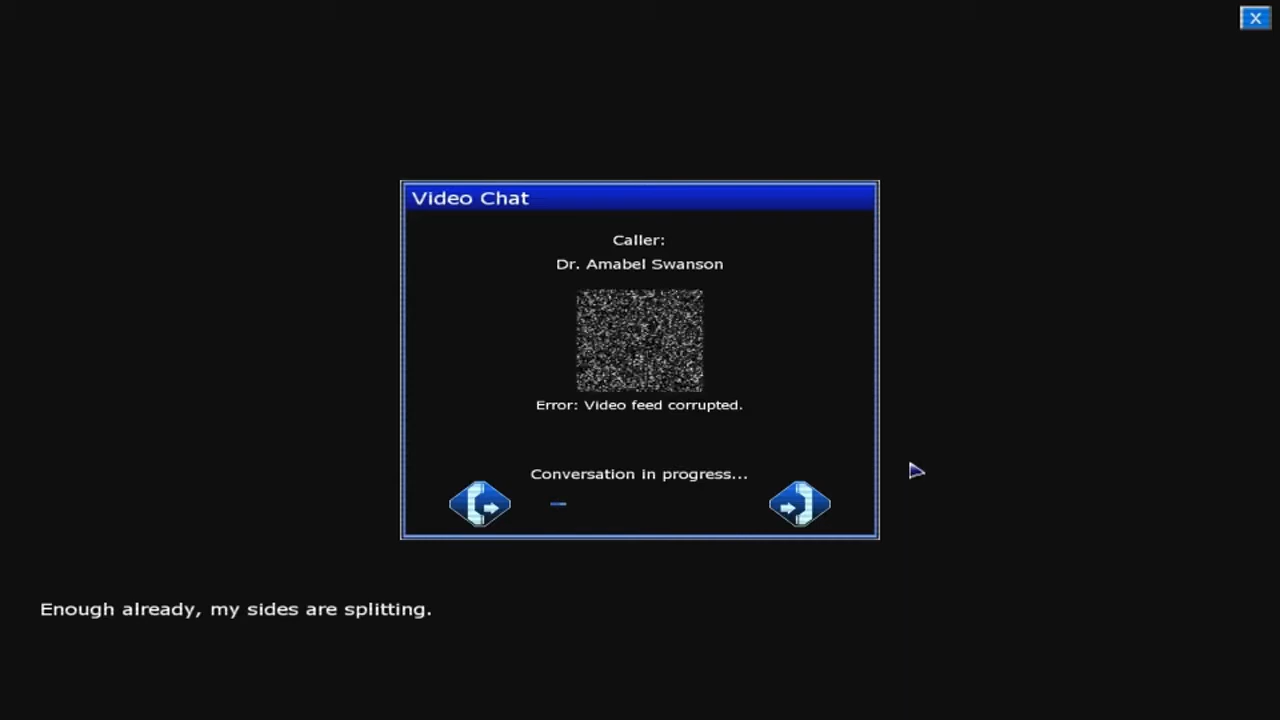 X
Video Chat
Caller:
Dr. Amabel Swanson
Error: Video feed corrupted.
Conversation in progress...
Enough already, my sides are splitting.